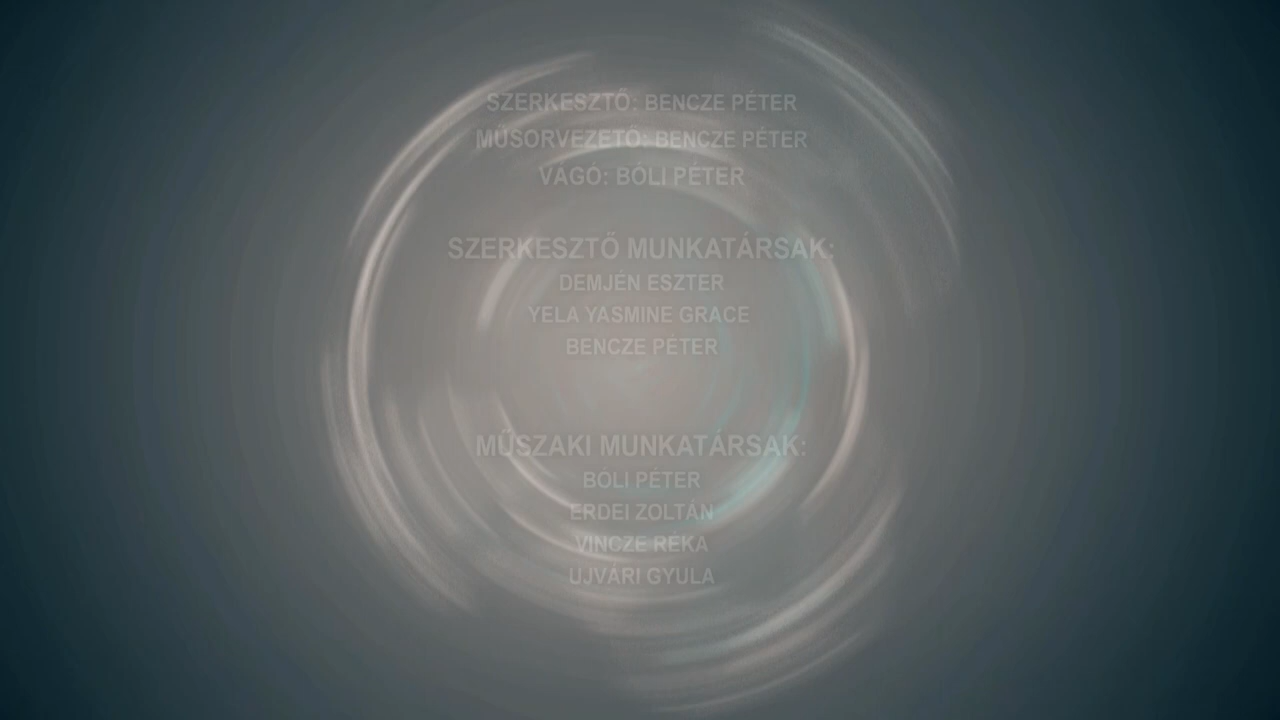 SZERKESZTŐ: BENCZE PÉTER
MŰSORVEZETŐ: BENCZE PÉTER
VÁGÓ: BÓLI PÉTER
SZERKESZTŐ MUNKATÁRSAK:
DEMJÉN ESZTER
YELA YASMINE GRACE
BENCZE PÉTER
MŰSZAKI MUNKATÁRSAK:
BÓLI PÉTER
ERDEI ZOLTÁN
VINCZE RÉKA
UJVÁRI GYULA